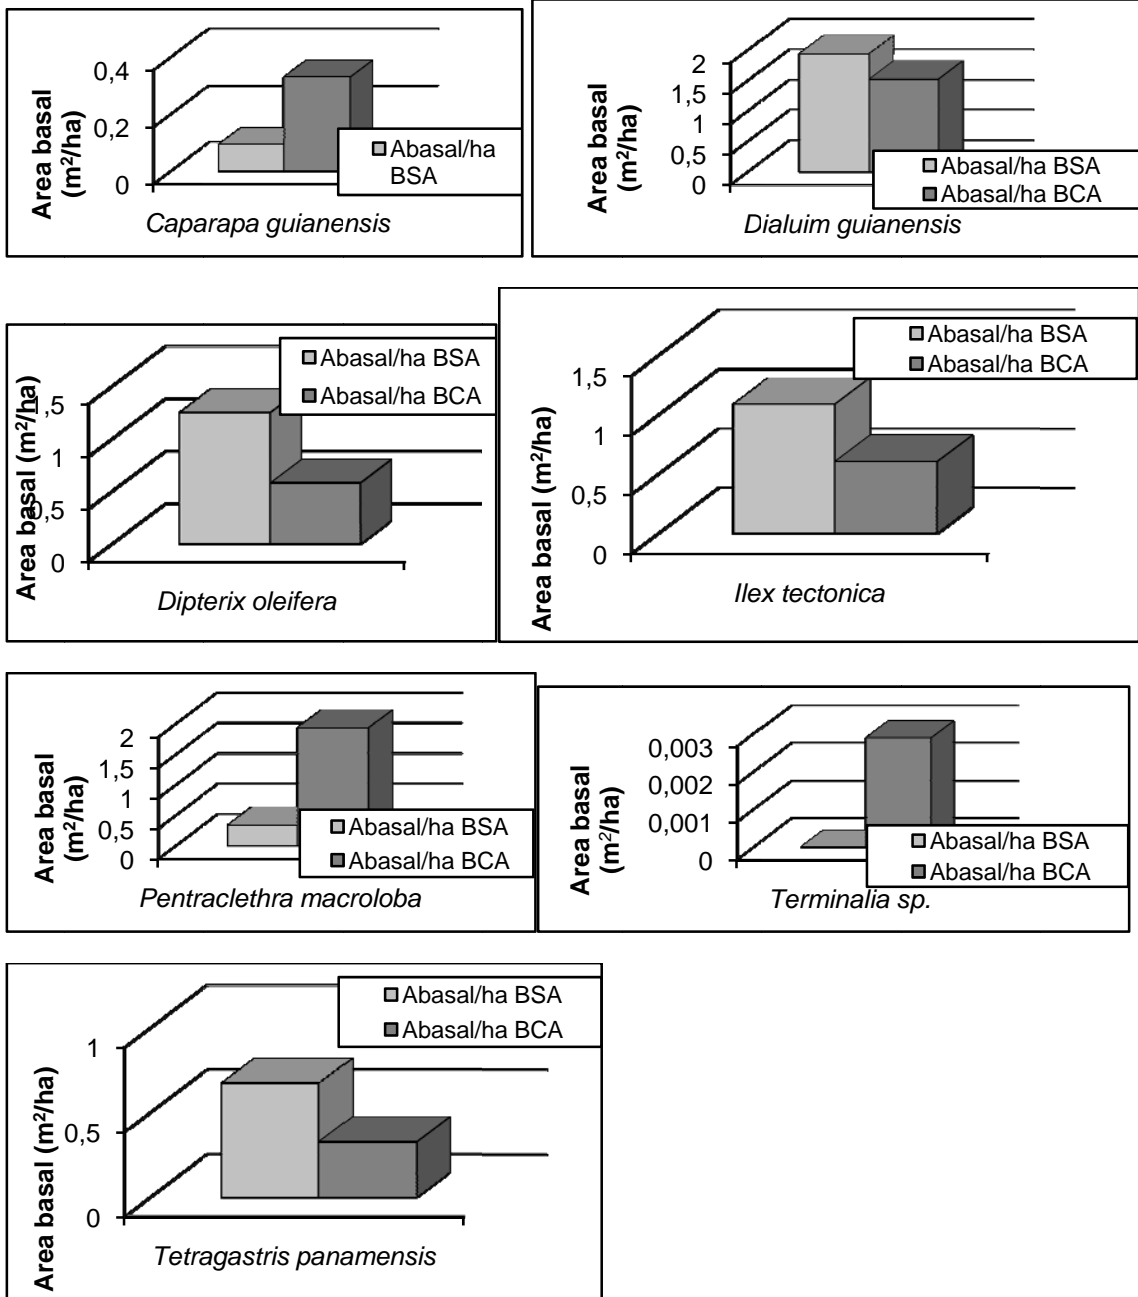 Area basal
(m²/ha)
0,4
0,2
0
Abasal/ha
BSA
Caparapa guianensis
Area basal
(m²/ha)
2
1,5
1
0,5
0
Abasal/ha BSA
Abasal/ha BCA
Dialuim guianensis
Area basal (m²/ha)
1,5
1
0,5
0
Abasal/ha BSA
Abasal/ha BCA
Dipterix oleifera
Area basal (m²/ha)
1,5
1
0,5
0
Abasal/ha BSA
Abasal/ha BCA
Ilex tectonica
Area basal
(m²/ha)
2
1,5
1
0,5
0
Abasal/ha BSA
Abasal/ha BCA
Pentraclethra macroloba
Area basal
(m²/ha)
0,003
0,002
0,001
0
Abasal/ha BSA
Abasal/ha BCA
Terminalia sp.
Area basal (m²/ha)
1
0,5
0
Abasal/ha BSA
Abasal/ha BCA
Tetragastris panamensis